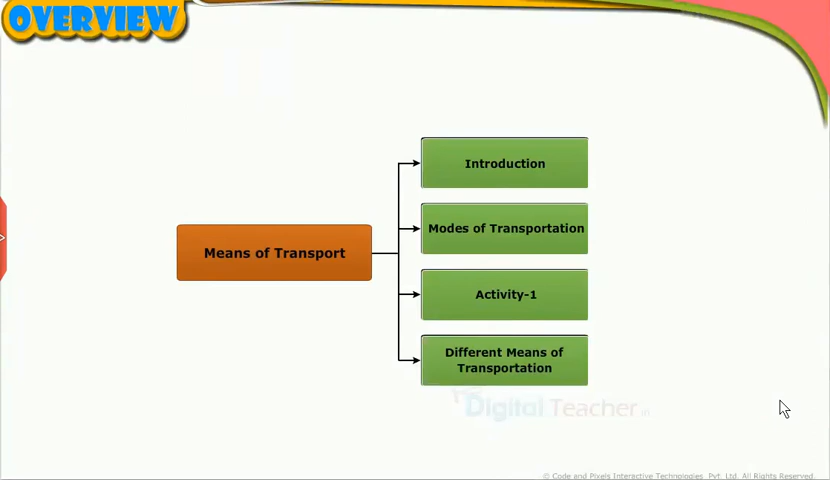 OVERVIEW
Introduction
Modes of Transportation
Means of Transport
Activity-1
Different Means of
Transportation
Digital Teacher.in
© Code and Pixels Interactive Technologies Pvt. Ltd. All Rights Reserved.